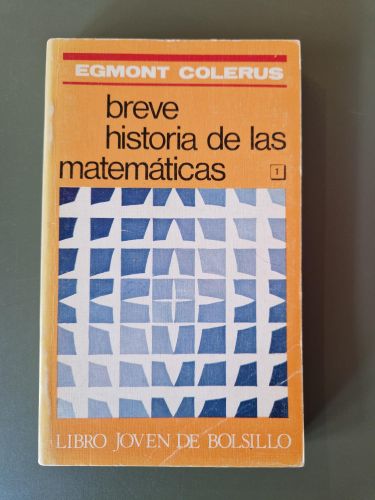 EGMONT COLERUS
breve
historia de las
matemáticas 1
LIBRO JOVEN DE BOLSILLO